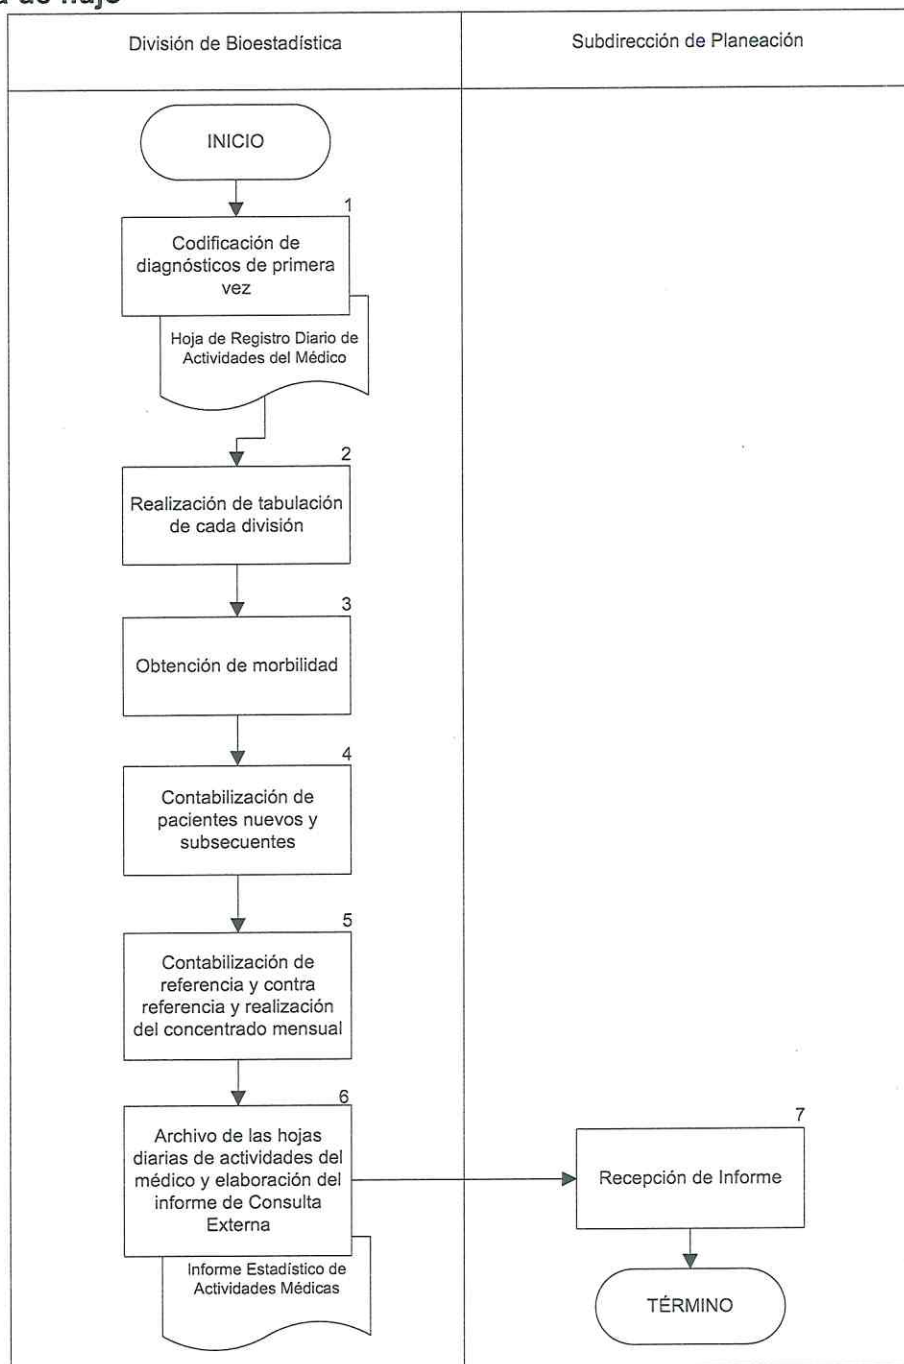 de flujo
División de Bioestadística
Subdirección de Planeación
INICIO
1
Codificación de
diagnósticos de primera
vez
Hoja de Registro Diario de
Actividades del Médico
2
Realización de tabulación
de cada división
3
Obtención de morbilidad
4
Contabilización de
pacientes nuevos y
subsecuentes
5
Contabilización de
referencia y contra
referencia y realización
del concentrado mensual
6
Archivo de las hojas
diarias de actividades del
médico y elaboración del
informe de Consulta
Externa
Informe Estadístico de
Actividades Médicas
7
Recepción de Informe
TÉRMINO